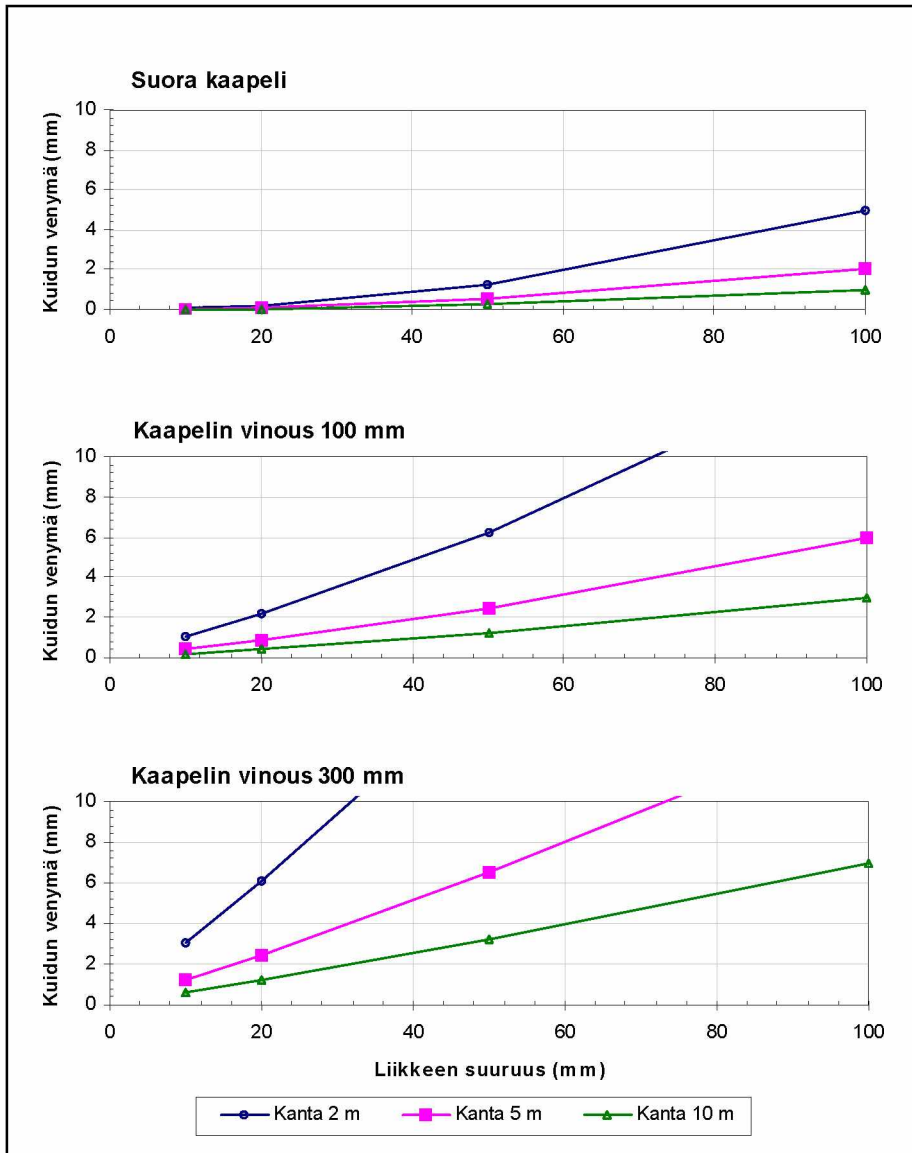 Suora kaapeli
Kuidun venymä (mm)
10
8
6
4
2
0
0 20 40 60 80 100
Kaapelin vinous 100 mm
Kuidun venymä (mm)
10
8
6
4
2
0
0 20 40 60 80 100
Kaapelin vinous 300 mm
Kuidun venymä (mm)
10
8
6
4
2
0
0 20 40 60 80 100
Liikkeen suuruus (mm)
Kanta 2 m Kanta 5 m Kanta 10 m